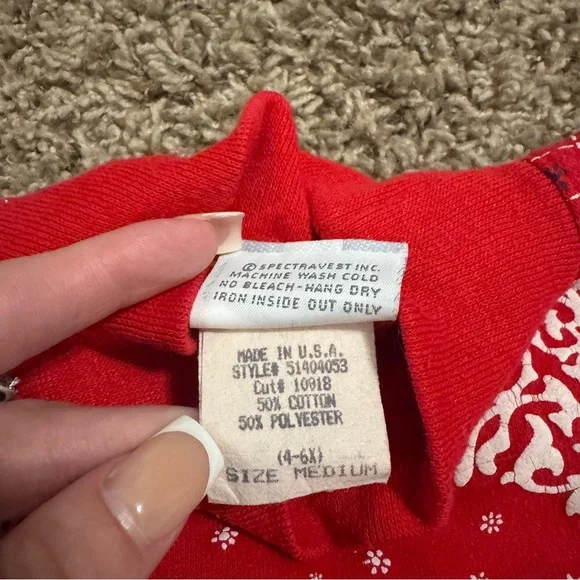 © SPECTRAVEST INC.
MACHINE WASH COLD
NO BLEACH-HANG DRY
IRON INSIDE OUT ONLY
MADE IN U.S.A.
STYLE# 51404053
Cut# 10918
50% COTTON
50% POLYESTER
(4-6X)
SIZE MEDIUM